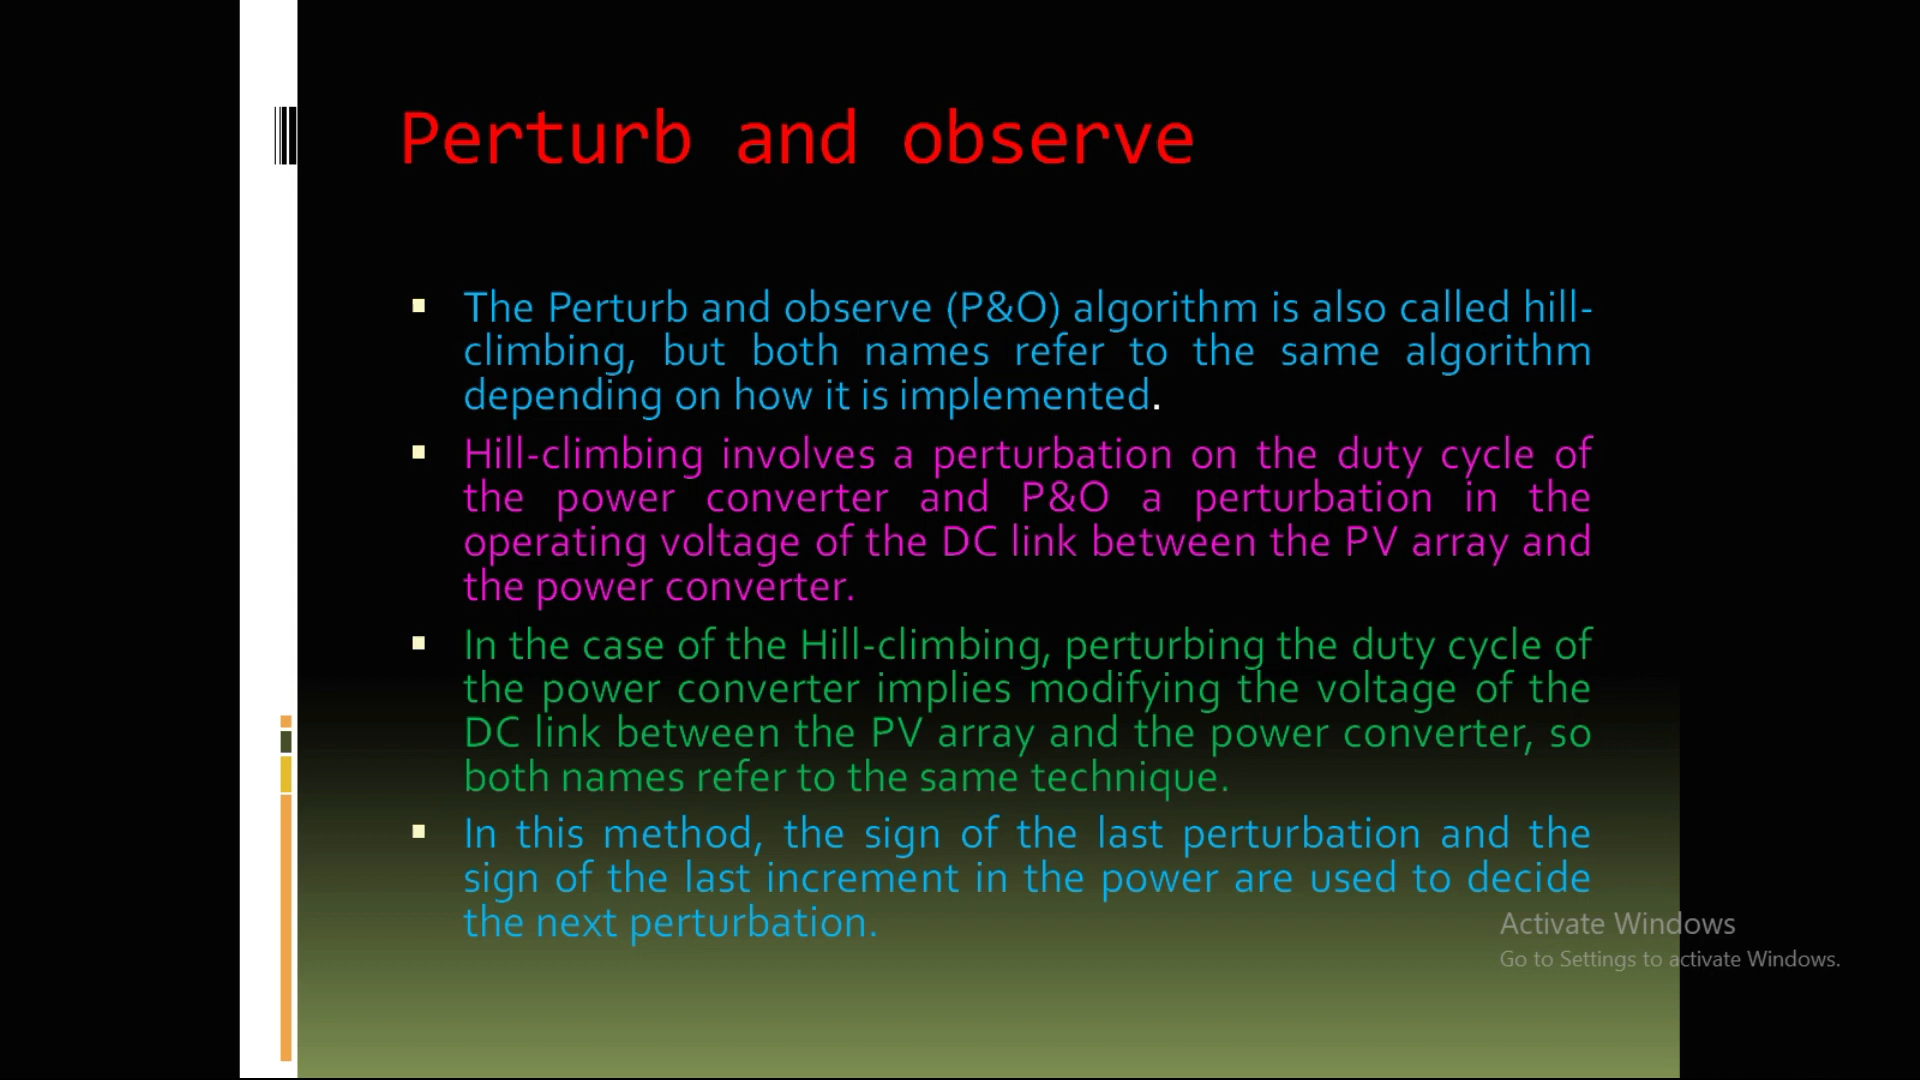 Perturb and observe
The Perturb and observe (P&O) algorithm is also called hill-
climbing, but both names refer to the same algorithm
depending on how it is implemented.
Hill-climbing involves a perturbation on the duty cycle of
the power converter and P&O a perturbation in the
operating voltage of the DC link between the PV array and
the power converter.
In the case of the Hill-climbing, perturbing the duty cycle of
the power converter implies modifying the voltage of the
DC link between the PV array and the power converter, so
both names refer to the same technique.
In this method, the sign of the last perturbation and the
sign of the last increment in the power are used to decide
the next perturbation.
Activate Windows
Go to Settings to activate Windows.